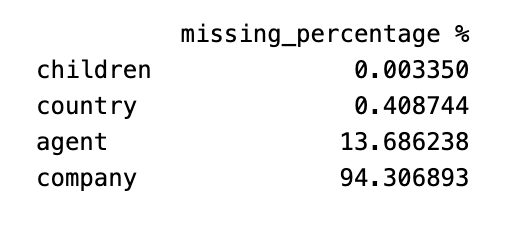 missing_percentage %
children 0.003350
country 0.408744
agent 13.686238
company 94.306893